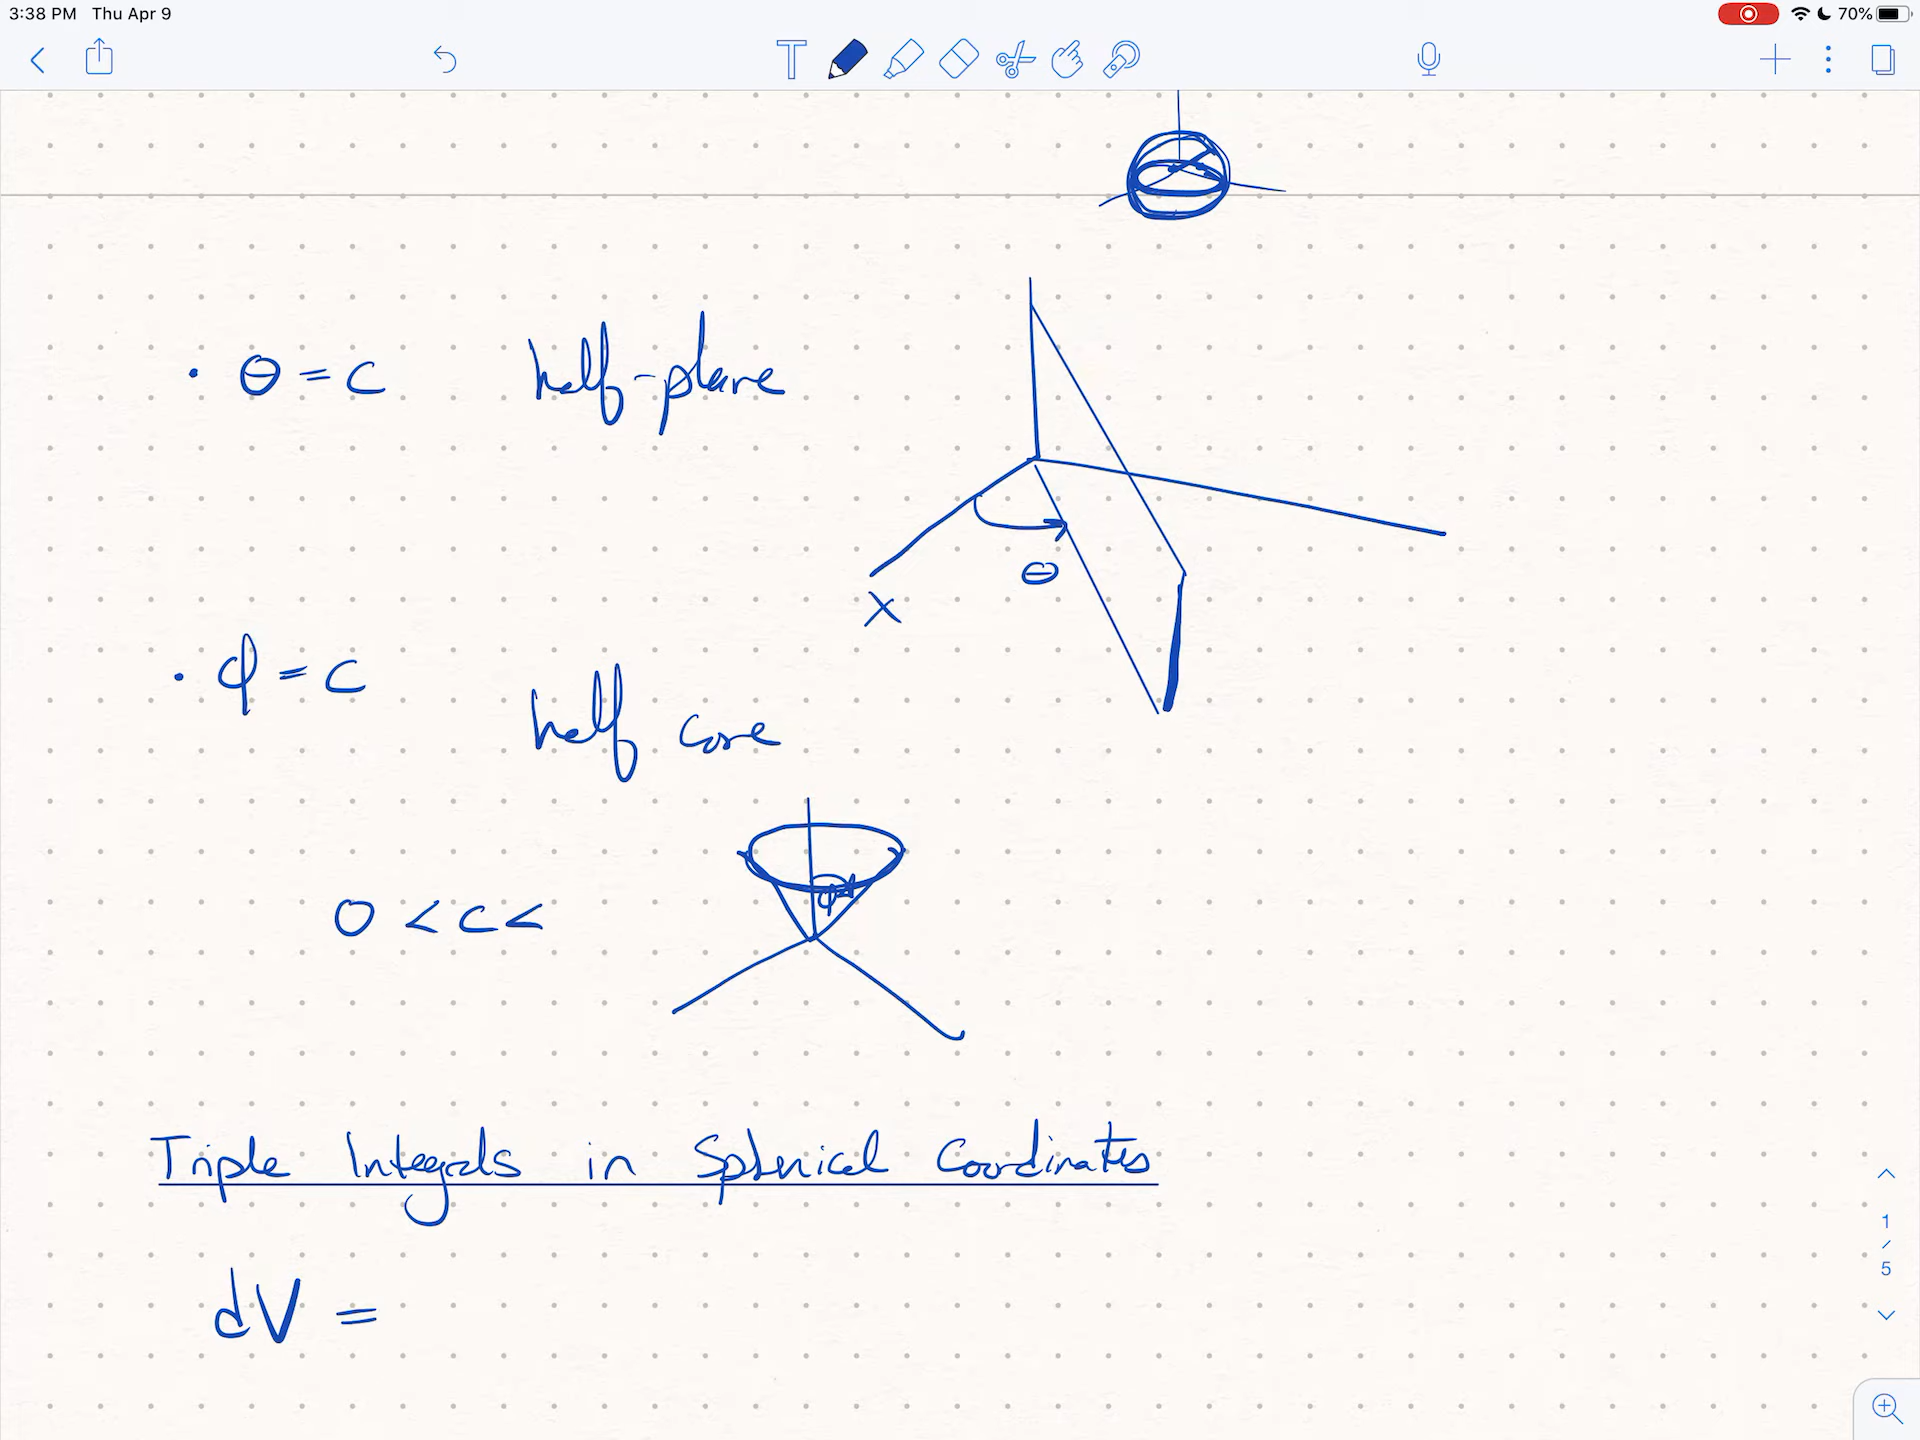 3:38 PM Thu Apr 9
70%
T
· θ = c half-plane
θ
x
· φ = c
half cone
φ
0 < c <
Triple Integrals in Spherical Coordinates
1
/
5
dV =